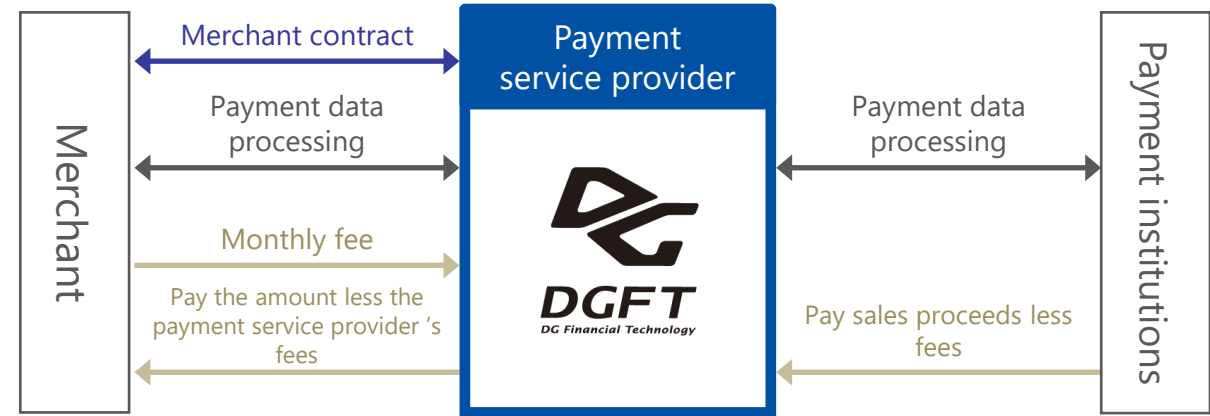 Merchant
Merchant contract
Payment data
processing
Monthly fee
Pay the amount less the
payment service provider 's
fees
Payment
service provider
DG
DGFT
DG Financial Technology
Payment data
processing
Pay sales proceeds less
fees
Payment institutions